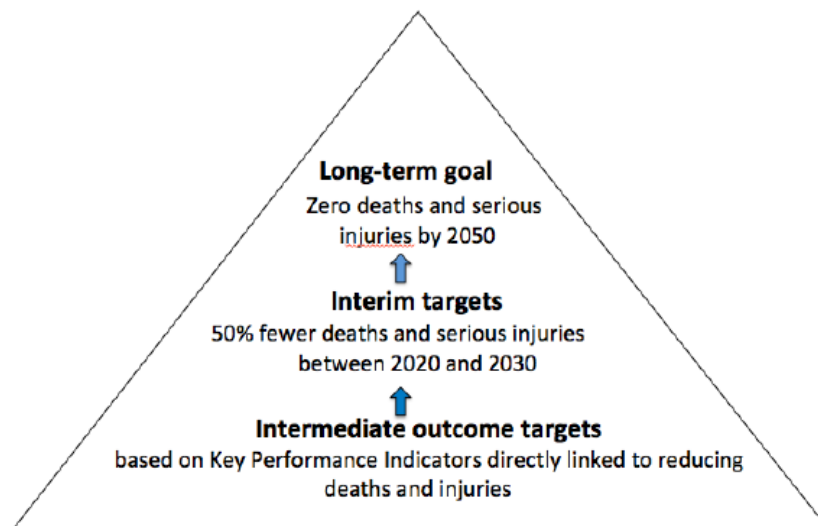 Long-term goal
Zero deaths and serious
injuries by 2050
Interim targets
50% fewer deaths and serious injuries
between 2020 and 2030
Intermediate outcome targets
based on Key Performance Indicators directly linked to reducing
deaths and injuries